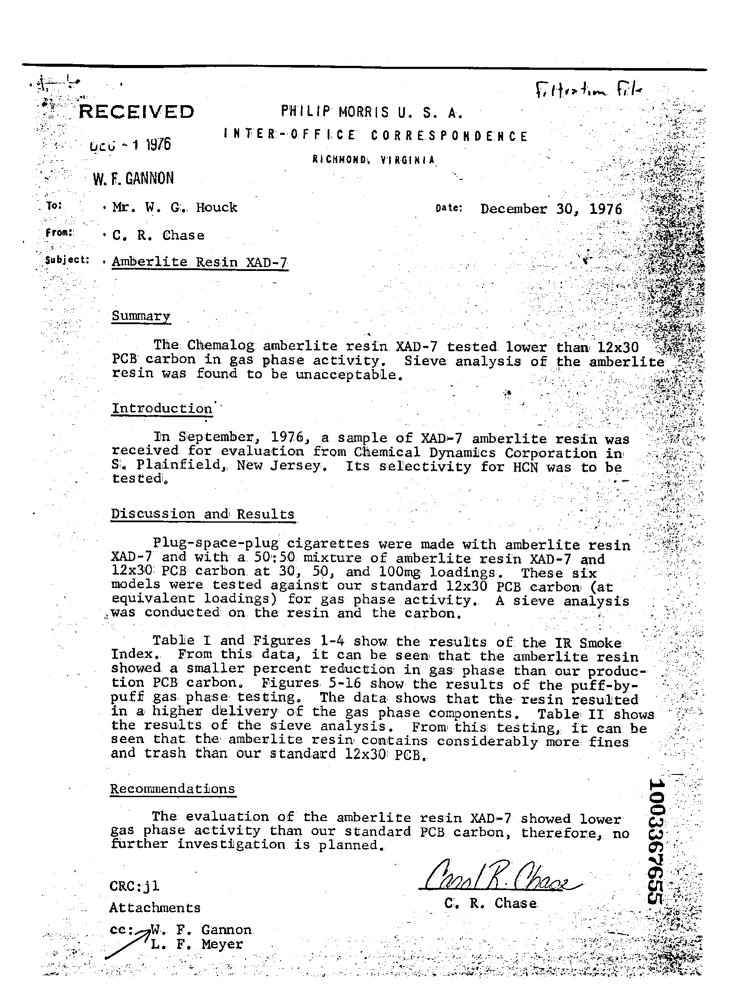 Filtration File
RECEIVED
PHILIP MORRIS U. S. A.
INTER-OFFICE CORRESPONDENCE
- 1 1976
RICHMOND, VIRGINIA
W. F. GANNON
To: Mr. W. G. Houck Date: December 30, 1976
From: C. R. Chase
Subject: Amberlite Resin XAD-7
Summary
The Chemalog amberlite resin XAD-7 tested lower than 12x30
PCB carbon in gas phase activity. Sieve analysis of the amberlite
resin was found to be unacceptable.
Introduction
In September, 1976, a sample of XAD-7 amberlite resin was
received for evaluation from Chemical Dynamics Corporation in
S. Plainfield, New Jersey. Its selectivity for HCN was to be
tested.
Discussion and Results
Plug-space-plug cigarettes were made with amberlite resin
XAD-7 and with a 50:50 mixture of amberlite resin XAD-7 and
12x30 PCB carbon at 30, 50, and 100mg loadings. These six
models were tested against our standard 12x30 PCB carbon (at
equivalent loadings) for gas phase activity. A sieve analysis
was conducted on the resin and the carbon.
Table I and Figures 1-4 show the results of the IR Smoke
Index. From this data, it can be seen that the amberlite resin
showed a smaller percent reduction in gas phase than our produc-
tion PCB carbon. Figures 5-16 show the results of the puff-by-
puff gas phase testing. The data shows that the resin resulted
in a higher delivery of the gas phase components. Table II shows
the results of the sieve analysis. From this testing, it can be
seen that the amberlite resin contains considerably more fines
and trash than our standard 12x30 PCB.
Recommendations
The evaluation of the amberlite resin XAD-7 showed lower
gas phase activity than our standard PCB carbon, therefore, no
further investigation is planned.
Carol R. Chase
CRC:jl
C. R. Chase
Attachments
cc: W. F. Gannon
L. F. Meyer
1003367655